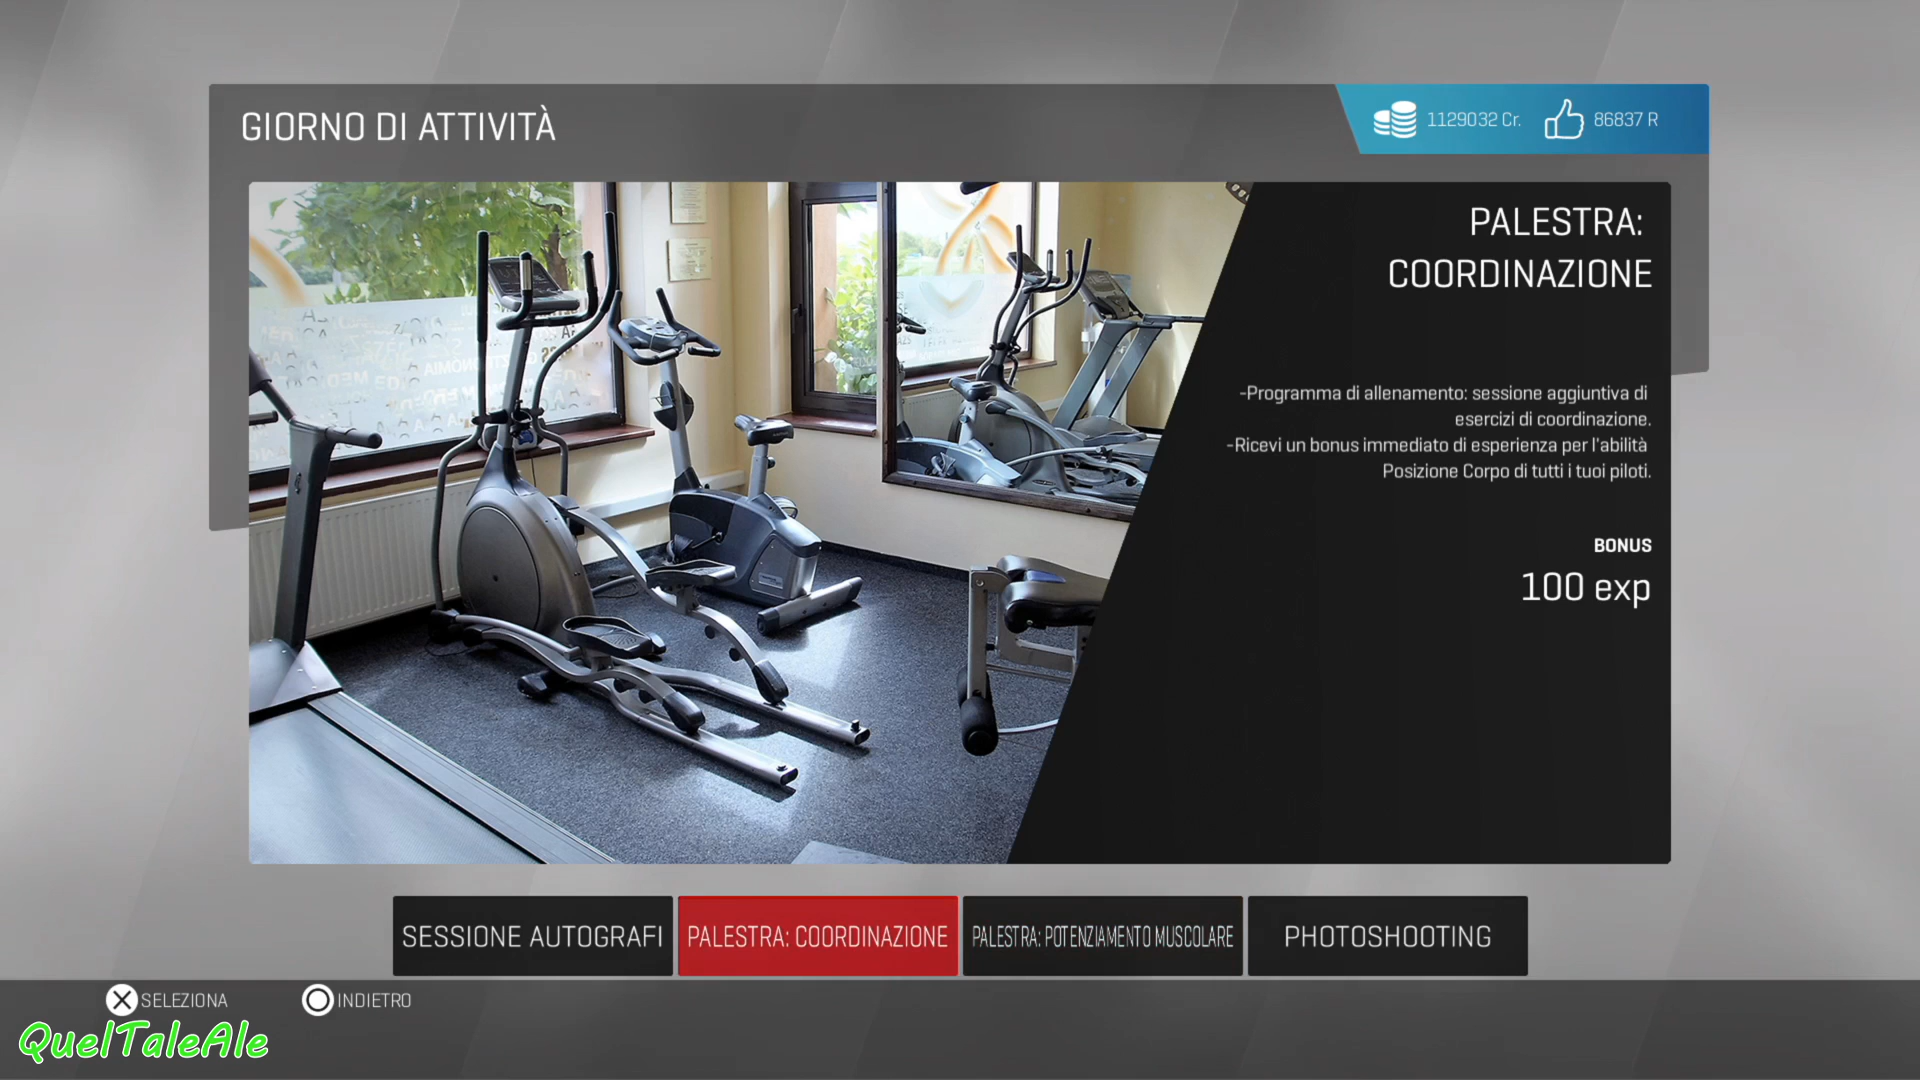 GIORNO DI ATTIVITÀ
1129032 Cr.
86837 R
PALESTRA:
COORDINAZIONE
-Programma di allenamento: sessione aggiuntiva di
esercizi di coordinazione.
-Ricevi un bonus immediato di esperienza per l'abilità
Posizione Corpo di tutti i tuoi piloti.
BONUS
100 exp
SESSIONE AUTOGRAFI
PALESTRA: COORDINAZIONE
PALESTRA: POTENZIAMENTO MUSCOLARE
PHOTOSHOOTING
SELEZIONA
INDIETRO
QuelTaleAle